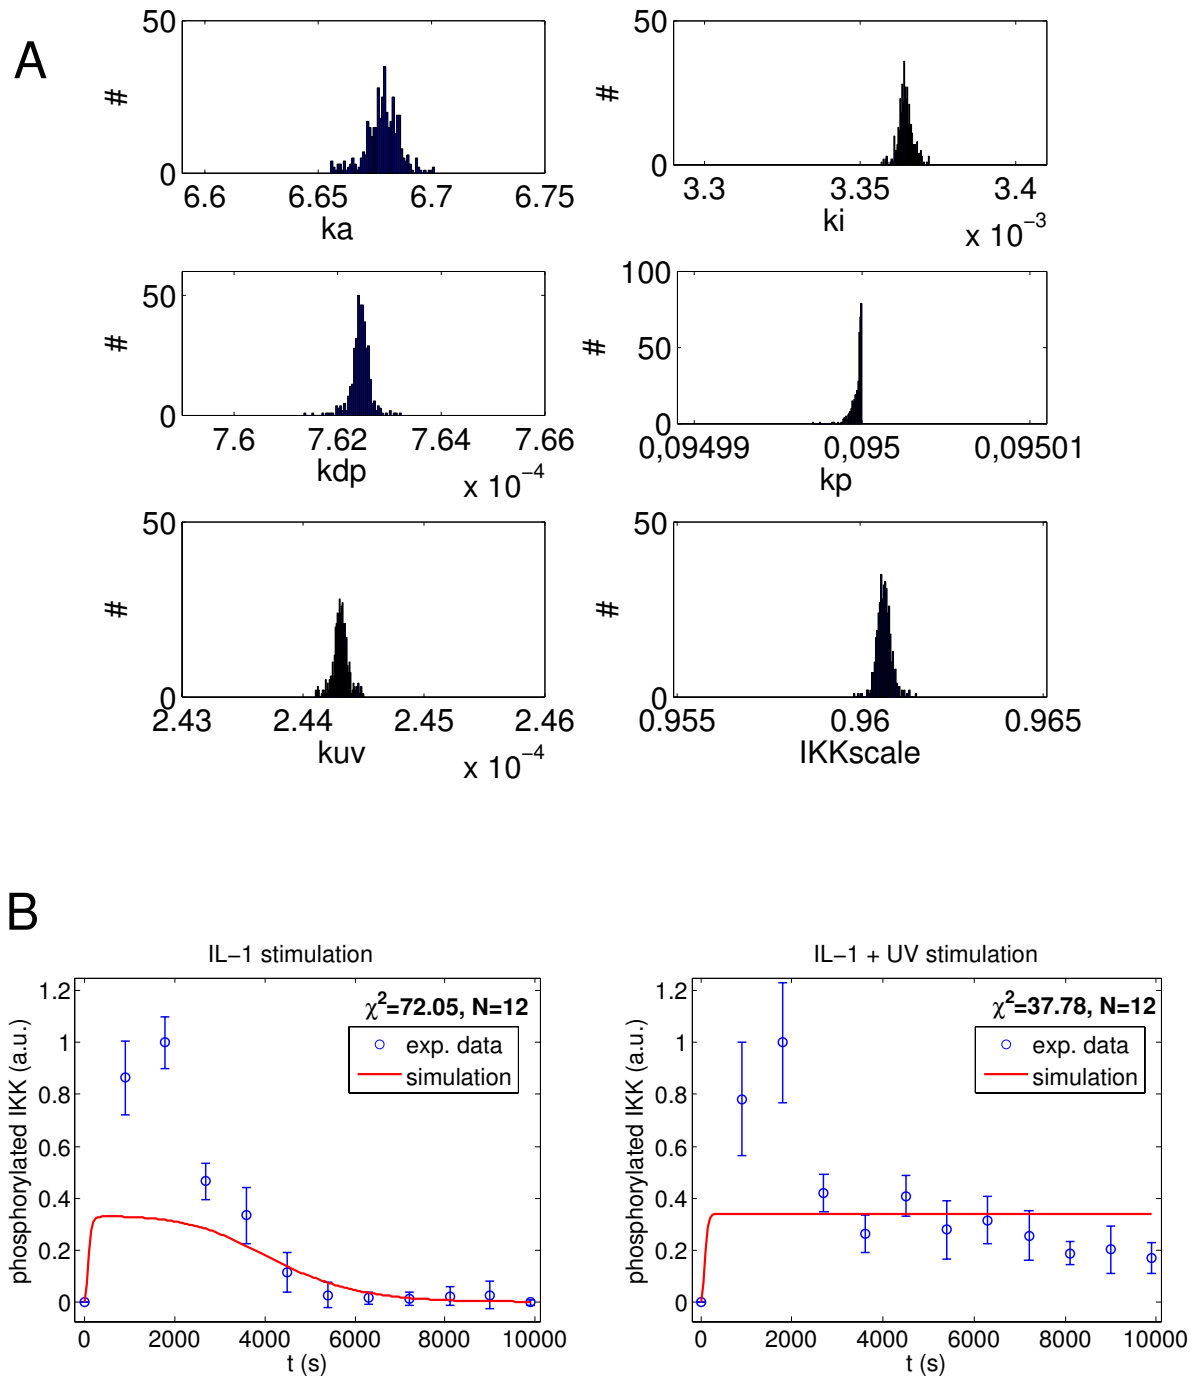 A
50
0
#
6.6
6.65
6.7
6.75
ka
50
0
#
3.3
3.35
3.4
ki
x 10−3
50
0
#
7.6
7.62
7.64
7.66
kdp
x 10−4
100
50
0
#
0,09499
0,095
0,09501
kp
50
0
#
2.43
2.44
2.45
2.46
kuv
x 10−4
50
0
#
0.955
0.96
0.965
IKKscale
B
IL−1 stimulation
χ2=72.05, N=12
exp. data
simulation
phosphorylated IKK (a.u.)
1.2
1
0.8
0.6
0.4
0.2
0
0
2000
4000
6000
8000
10000
t (s)
IL−1 + UV stimulation
χ2=37.78, N=12
exp. data
simulation
phosphorylated IKK (a.u.)
1.2
1
0.8
0.6
0.4
0.2
0
0
2000
4000
6000
8000
10000
t (s)